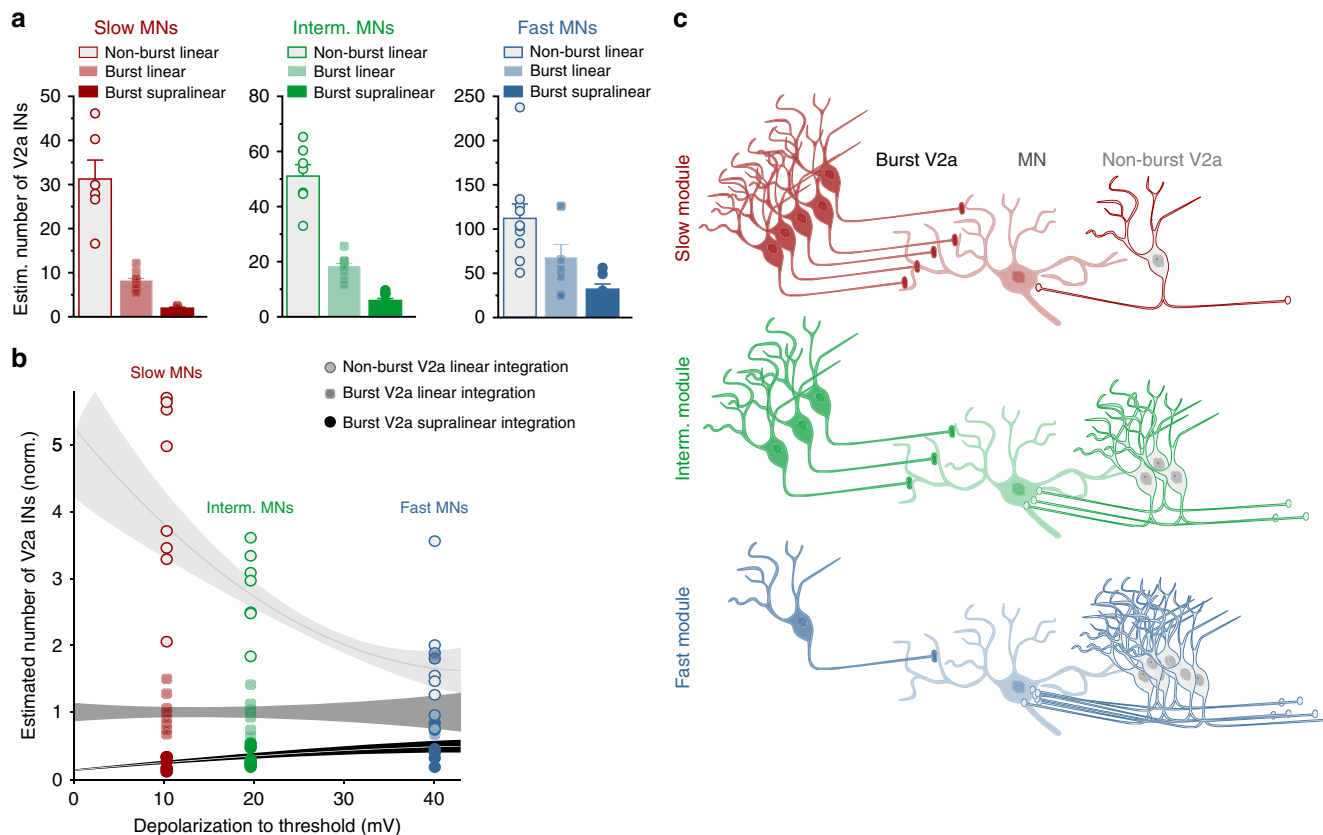 a
Slow MNs
Non-burst linear
Burst linear
Burst supralinear
Interm. MNs
Non-burst linear
Burst linear
Burst supralinear
Fast MNs
Non-burst linear
Burst linear
Burst supralinear
Estim. number of V2a INs
50
40
30
20
10
0
80
60
40
20
0
250
200
150
100
50
0
b
Slow MNs
Interm. MNs
Fast MNs
Non-burst V2a linear integration
Burst V2a linear integration
Burst V2a supralinear integration
Estimated number of V2a INs (norm.)
5
4
3
2
1
0
0 10 20 30 40
Depolarization to threshold (mV)
c
Burst V2a MN Non-burst V2a
Slow module
Interm. module
Fast module